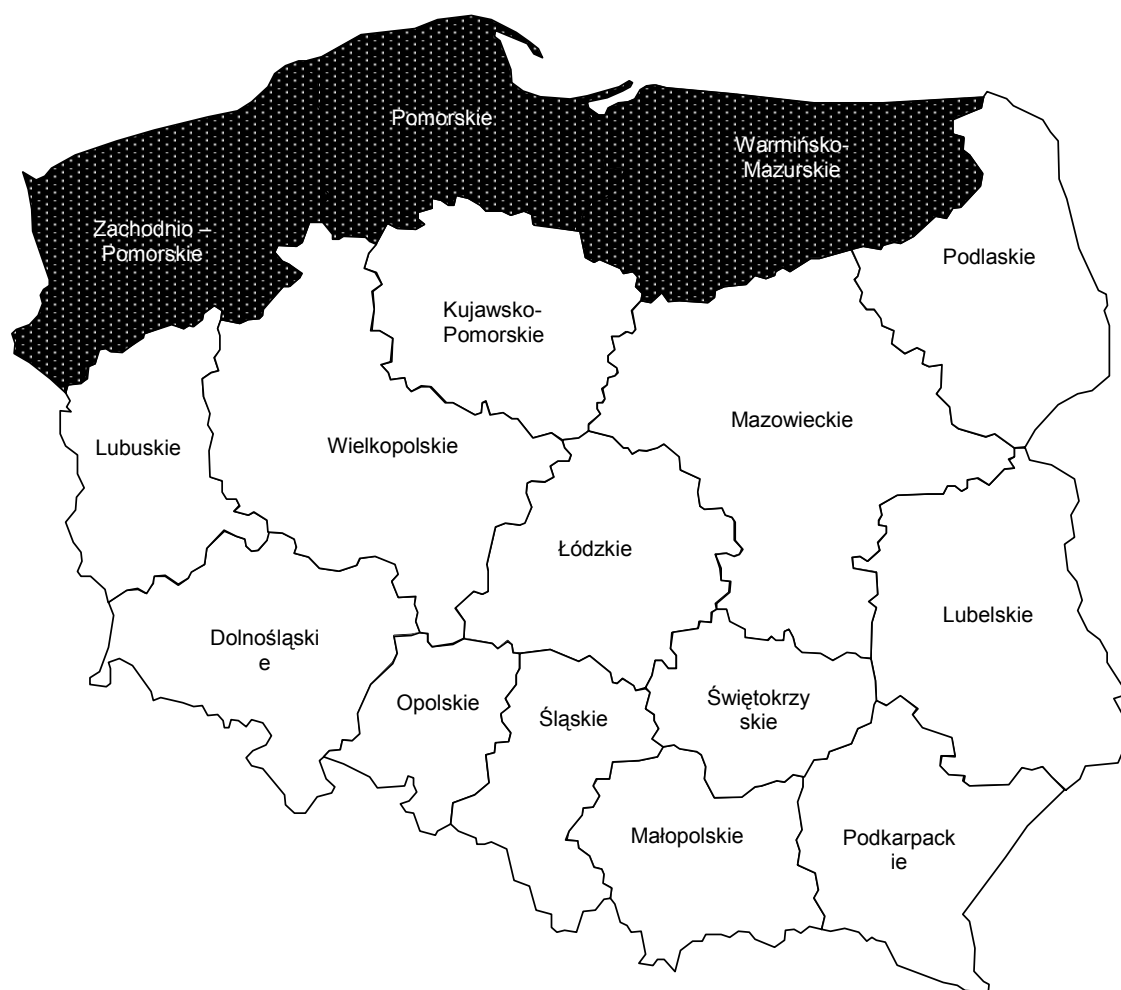 Pomorskie
Warmińsko-
Mazurskie
Zachodnio –
Pomorskie
Podlaskie
Kujawsko-
Pomorskie
Mazowieckie
Lubuskie
Wielkopolskie
Łódzkie
Lubelskie
Dolnośląski
e
Opolskie
Śląskie
Świętokrzy
skie
Małopolskie
Podkarpack
ie